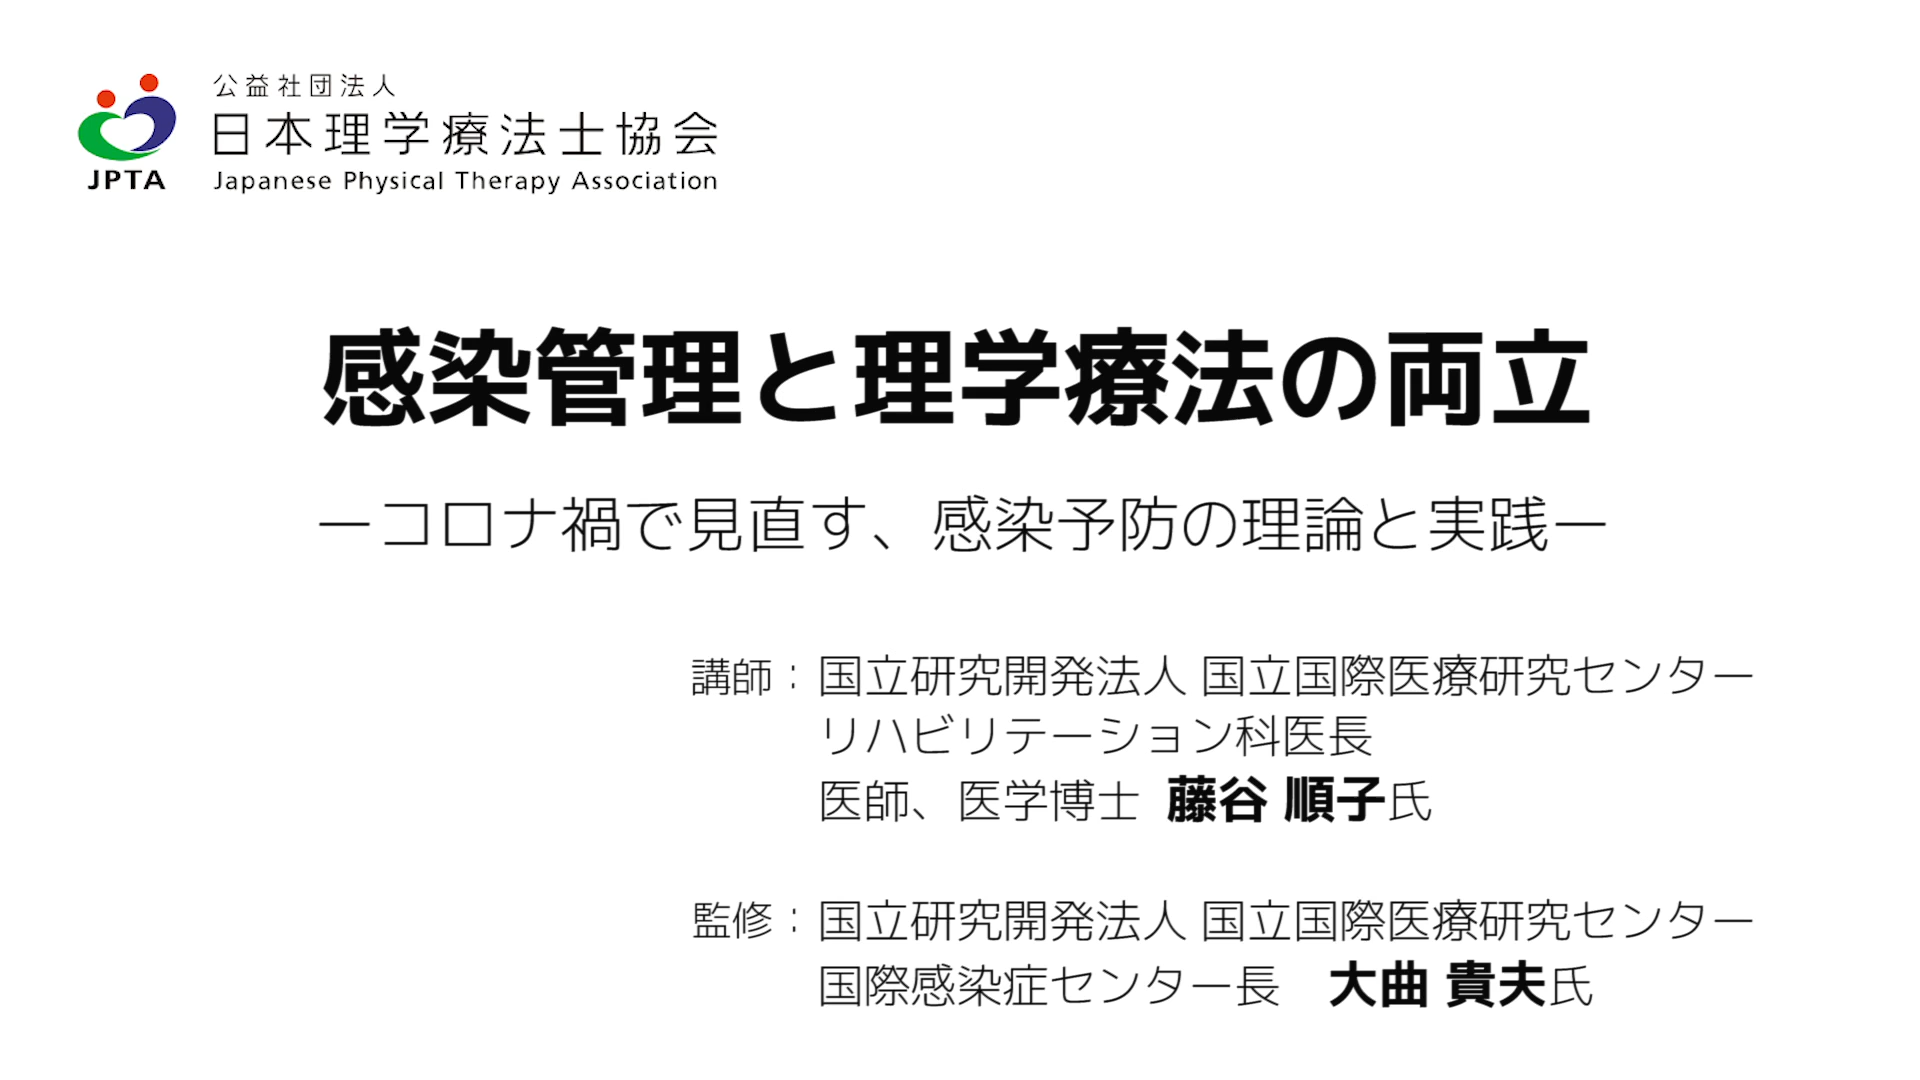 公益社団法人
日本理学療法士協会
JPTA
Japanese Physical Therapy Association
感染管理と理学療法の両立
ーコロナ禍で見直す、感染予防の理論と実践ー
講師：国立研究開発法人 国立国際医療研究センター
リハビリテーション科医長
医師、医学博士 藤谷 順子氏
監修：国立研究開発法人 国立国際医療研究センター
国際感染症センター長　大曲 貴夫氏